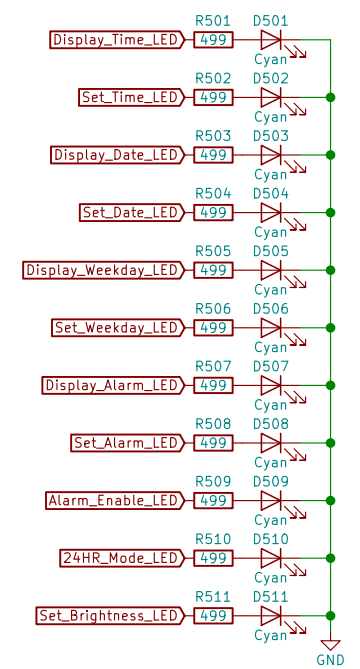 R501 D501
Display_Time_LED 499
Cyan
R502 D502
Set_Time_LED 499
Cyan
R503 D503
Display_Date_LED 499
Cyan
R504 D504
Set_Date_LED 499
Cyan
R505 D505
Display_Weekday_LED 499
Cyan
R506 D506
Set_Weekday_LED 499
Cyan
R507 D507
Display_Alarm_LED 499
Cyan
R508 D508
Set_Alarm_LED 499
Cyan
R509 D509
Alarm_Enable_LED 499
Cyan
R510 D510
24HR_Mode_LED 499
Cyan
R511 D511
Set_Brightness_LED 499
Cyan
GND